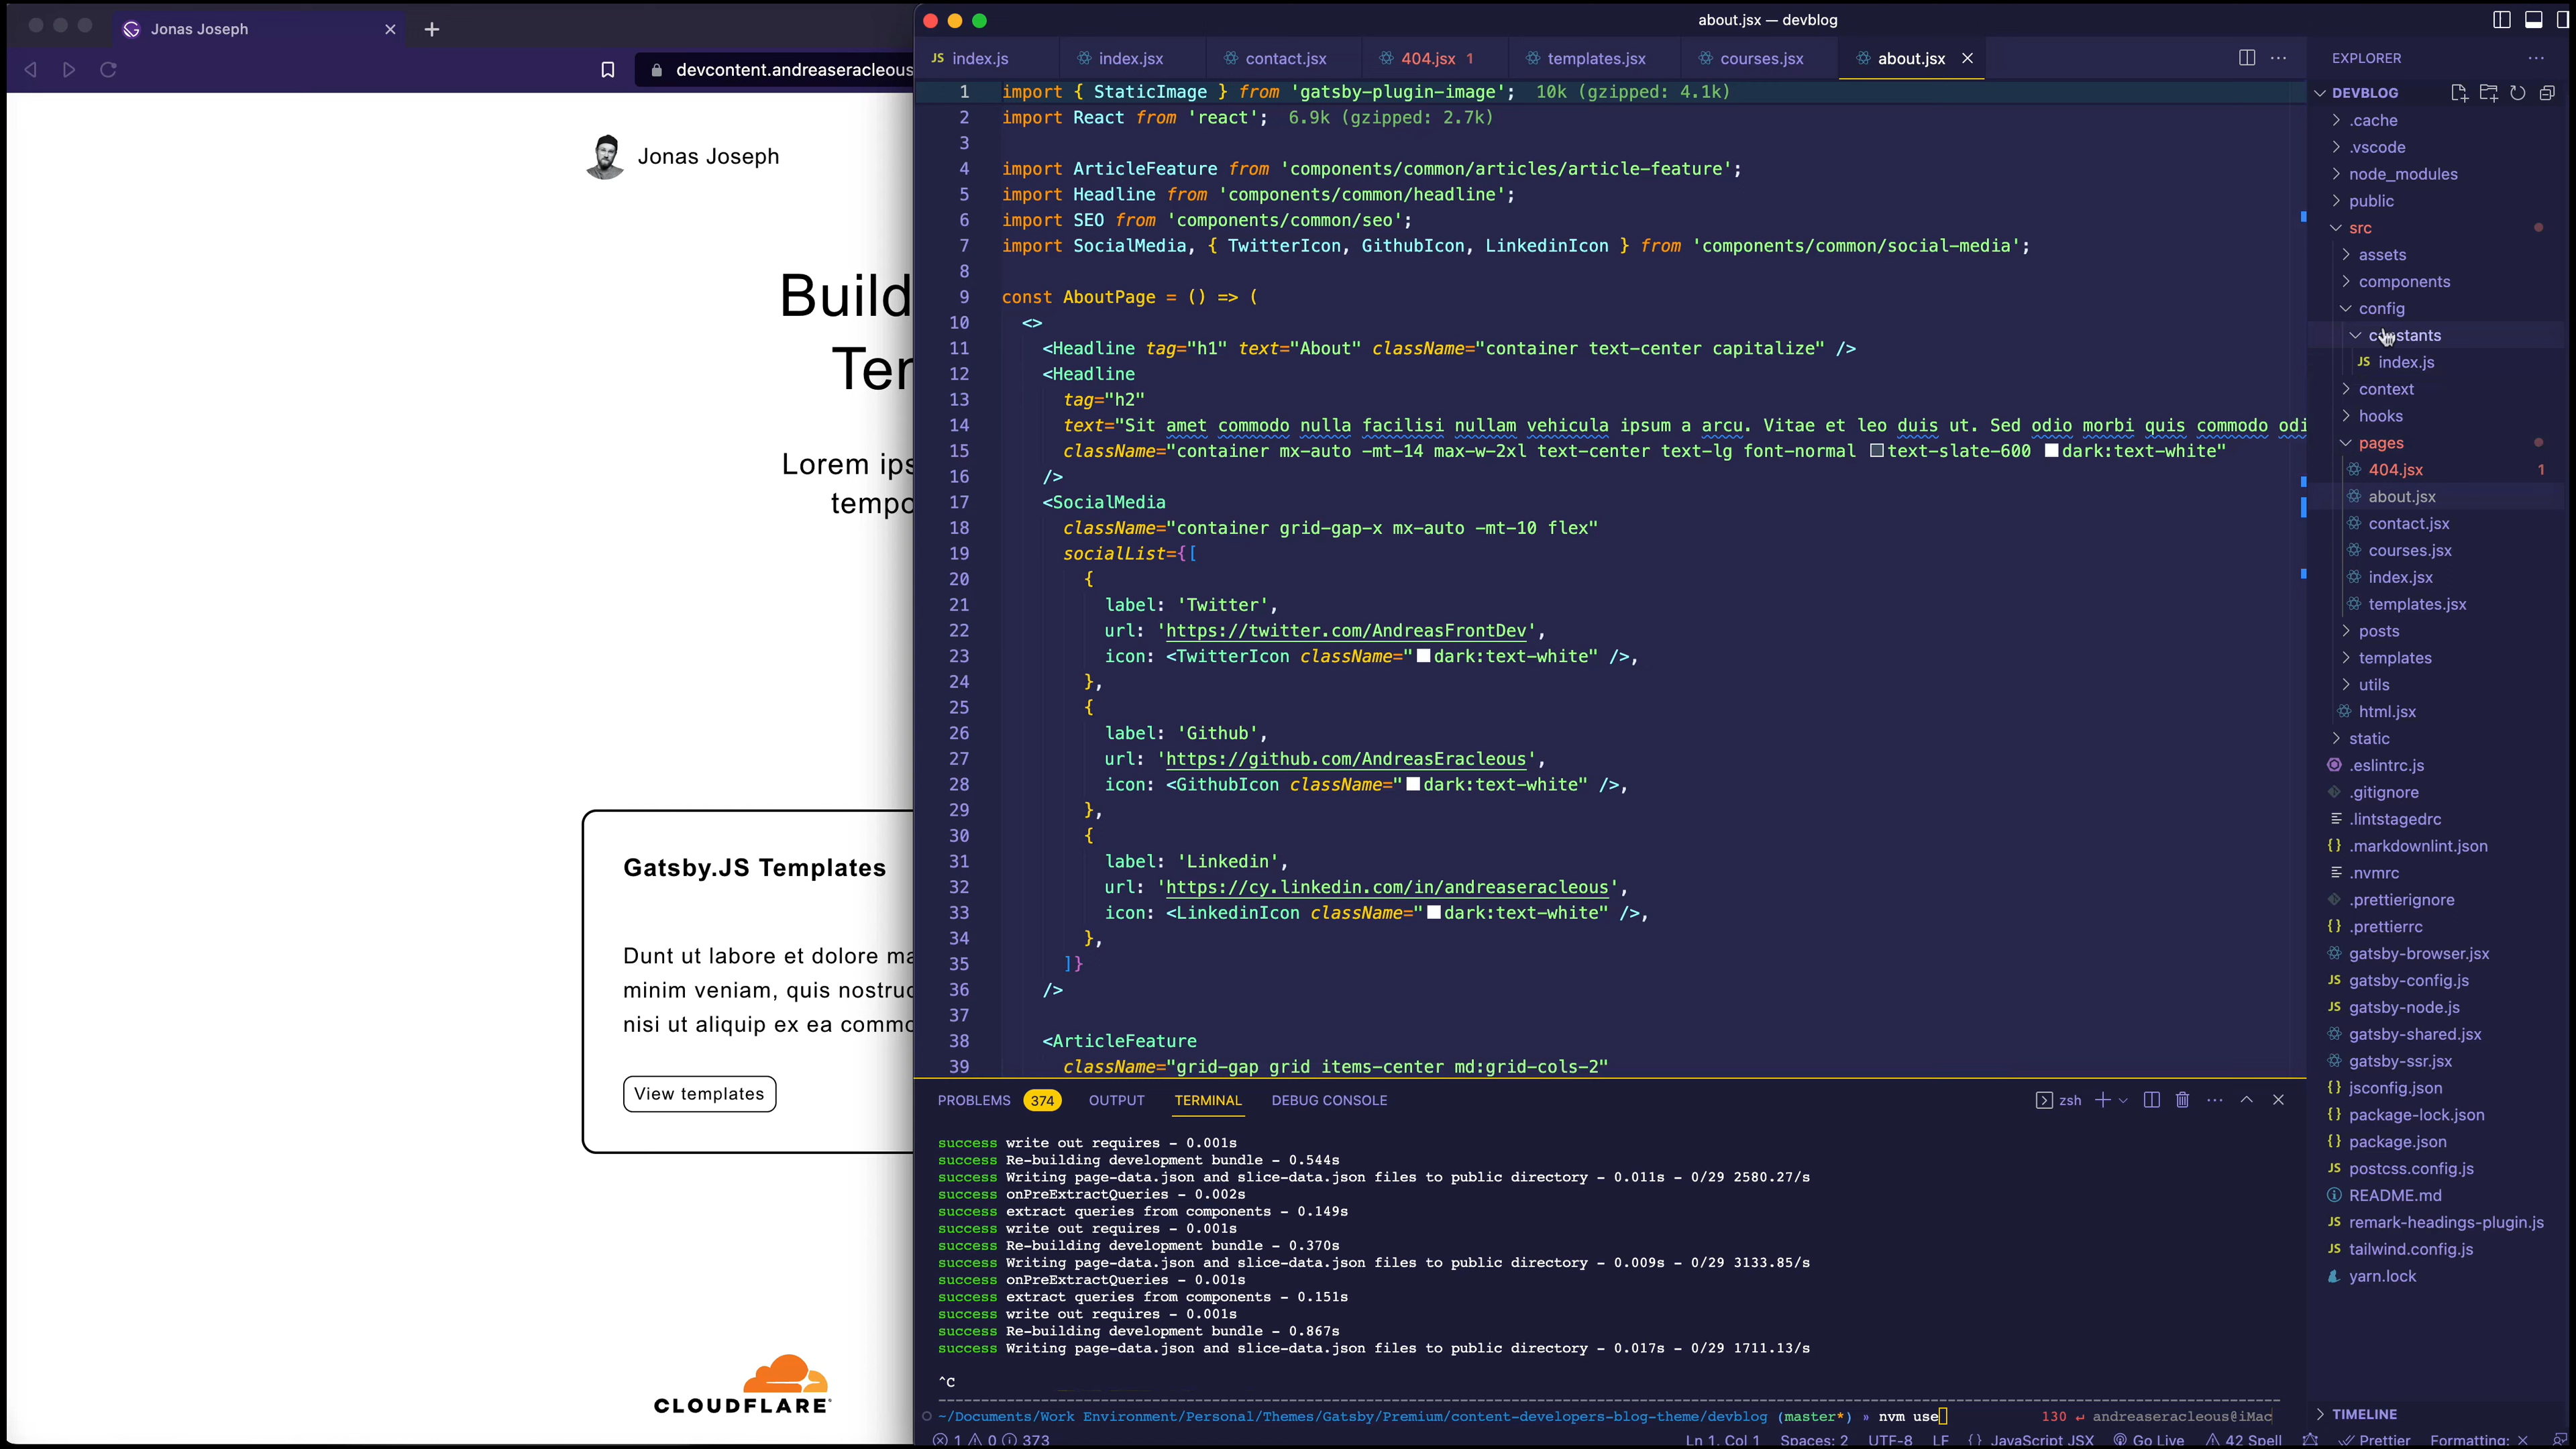 Jonas Joseph
devcontent.andreaseracleous
Jonas Joseph
Build
Ter
Lorem ips
tempo
Gatsby.JS Templates
Dunt ut labore et dolore ma
minim veniam, quis nostruc
nisi ut aliquip ex ea commo
View templates
CLOUDFLARE
about.jsx — devblog
JS index.js
index.jsx
contact.jsx
404.jsx 1
templates.jsx
courses.jsx
about.jsx
1 import { StaticImage } from 'gatsby-plugin-image'; 10k (gzipped: 4.1k)
2 import React from 'react'; 6.9k (gzipped: 2.7k)
3
4 import ArticleFeature from 'components/common/articles/article-feature';
5 import Headline from 'components/common/headline';
6 import SEO from 'components/common/seo';
7 import SocialMedia, { TwitterIcon, GithubIcon, LinkedinIcon } from 'components/common/social-media';
8
9 const AboutPage = () => (
10 <>
11 <Headline tag="h1" text="About" className="container text-center capitalize" />
12 <Headline
13 tag="h2"
14 text="Sit amet commodo nulla facilisi nullam vehicula ipsum a arcu. Vitae et leo duis ut. Sed odio morbi quis commodo odi
15 className="container mx-auto -mt-14 max-w-2xl text-center text-lg font-normal text-slate-600 dark:text-white"
16 />
17 <SocialMedia
18 className="container grid-gap-x mx-auto -mt-10 flex"
19 socialList={[
20 {
21 label: 'Twitter',
22 url: 'https://twitter.com/AndreasFrontDev',
23 icon: <TwitterIcon className="dark:text-white" />,
24 },
25 {
26 label: 'Github',
27 url: 'https://github.com/AndreasEracleous',
28 icon: <GithubIcon className="dark:text-white" />,
29 },
30 {
31 label: 'Linkedin',
32 url: 'https://cy.linkedin.com/in/andreaseracleous',
33 icon: <LinkedinIcon className="dark:text-white" />,
34 },
35 ]}
36 />
37
38 <ArticleFeature
39 className="grid-gap grid items-center md:grid-cols-2"
PROBLEMS 374 OUTPUT TERMINAL DEBUG CONSOLE
zsh
success write out requires - 0.001s
success Re-building development bundle - 0.544s
success Writing page-data.json and slice-data.json files to public directory - 0.011s - 0/29 2580.27/s
success onPreExtractQueries - 0.002s
success extract queries from components - 0.149s
success write out requires - 0.001s
success Re-building development bundle - 0.370s
success Writing page-data.json and slice-data.json files to public directory - 0.009s - 0/29 3133.85/s
success onPreExtractQueries - 0.001s
success extract queries from components - 0.151s
success write out requires - 0.001s
success Re-building development bundle - 0.867s
success Writing page-data.json and slice-data.json files to public directory - 0.017s - 0/29 1711.13/s
^C
~/Documents/Work Environment/Personal/Themes/Gatsby/Premium/content-developers-blog-theme/devblog (master*) » nvm use 130 ↵ andreaseracleous@iMac
1 0 373 Ln 1, Col 1 Spaces: 2 UTF-8 LF {} JavaScript JSX Go Live 42 Spell Prettier Formatting:
EXPLORER
DEVBLOG
.cache
.vscode
node_modules
public
src
assets
components
config
JS index.js
context
hooks
pages
404.jsx 1
about.jsx
contact.jsx
courses.jsx
index.jsx
templates.jsx
posts
templates
utils
html.jsx
static
.eslintrc.js
.gitignore
.lintstagedrc
{} .markdownlint.json
.nvmrc
.prettierignore
{} .prettierrc
gatsby-browser.jsx
JS gatsby-config.js
JS gatsby-node.js
gatsby-shared.jsx
gatsby-ssr.jsx
{} jsconfig.json
{} package-lock.json
{} package.json
JS postcss.config.js
README.md
JS remark-headings-plugin.js
JS tailwind.config.js
yarn.lock
TIMELINE